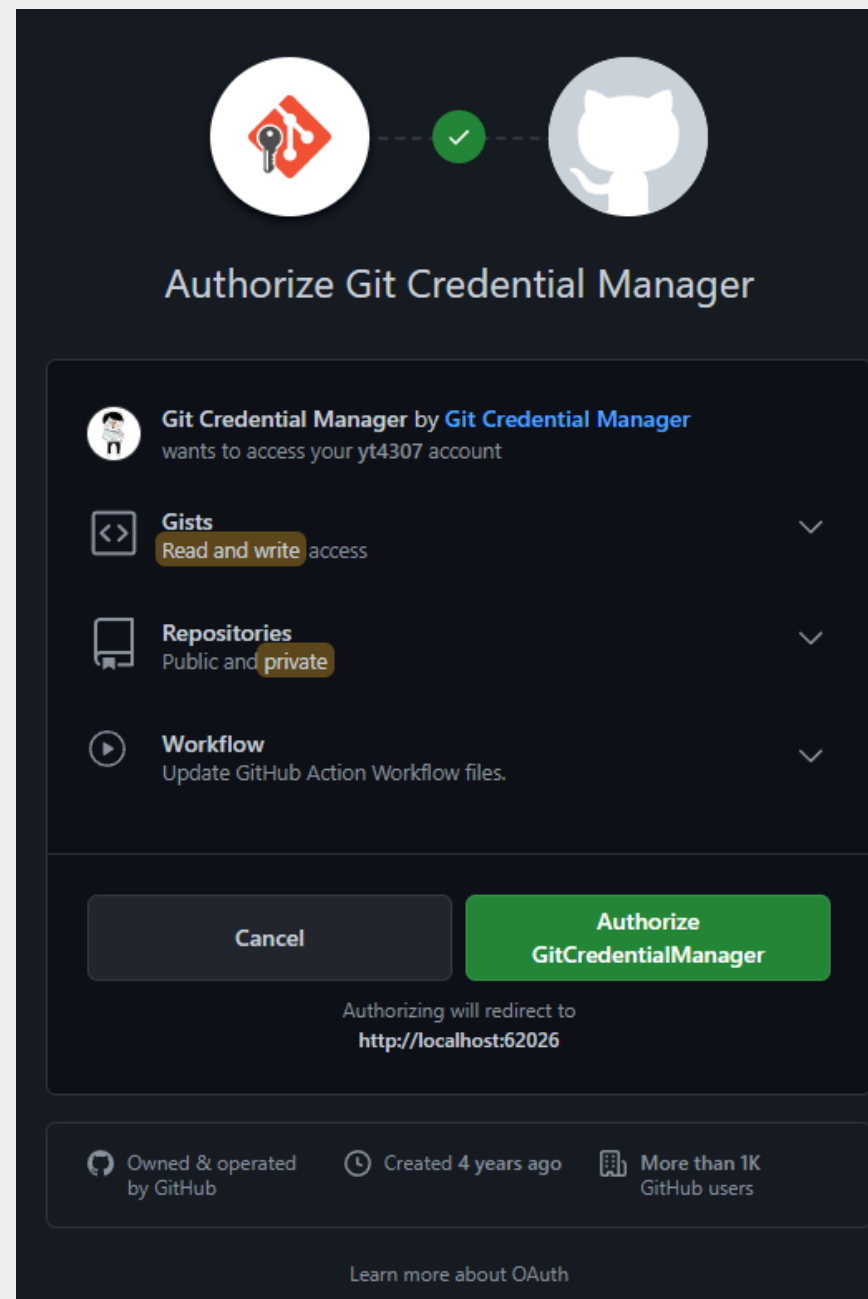 Authorize Git Credential Manager
Git Credential Manager by Git Credential Manager
wants to access your yt4307 account
Gists
Read and write access
Repositories
Public and private
Workflow
Update GitHub Action Workflow files.
Cancel
Authorize
GitCredentialManager
Authorizing will redirect to
http://localhost:62026
Owned & operated
by GitHub
Created 4 years ago
More than 1K
GitHub users
Learn more about OAuth